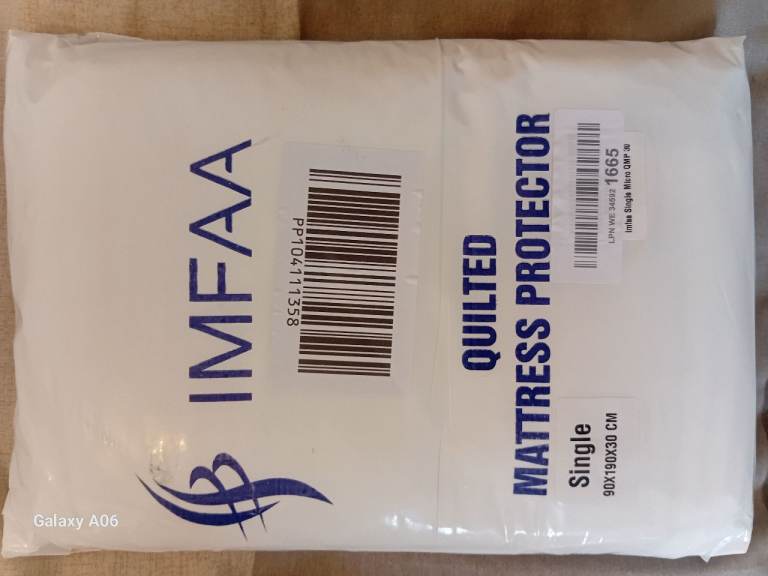 IMFAA
PP104111358
QUILTED
MATTRESS PROTECTOR
LPN WE 34592 1665
Imfaa Single Micro QMP 30
Single
90X190X30 CM
Galaxy A06